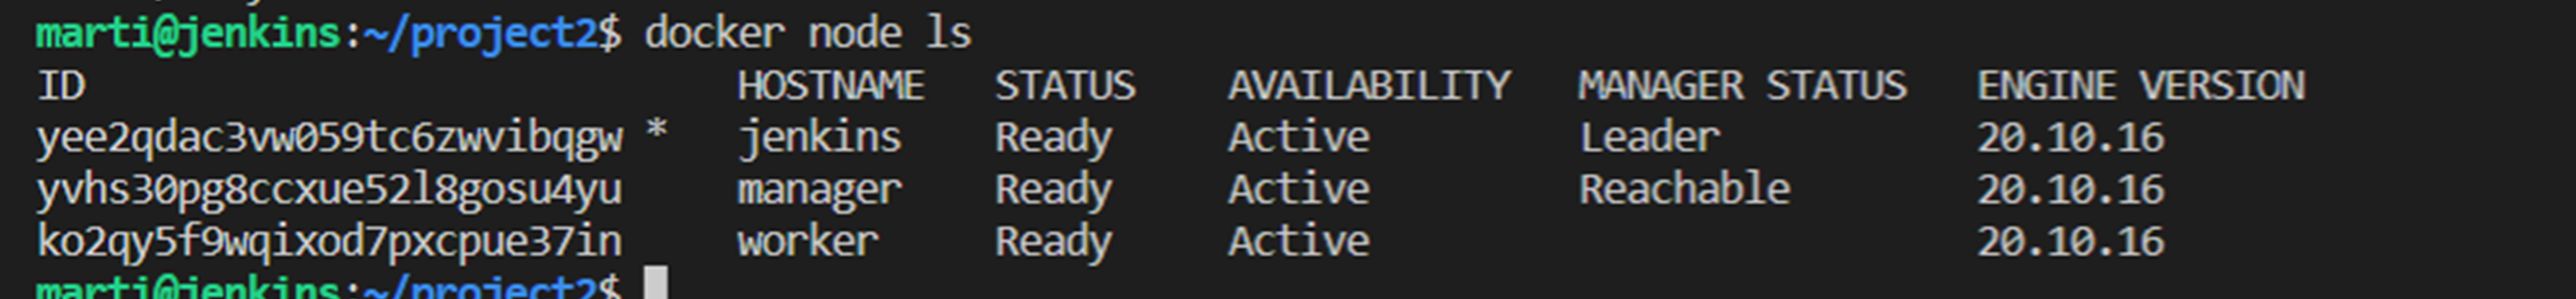 marti@jenkins:~/project2$ docker node ls
ID                            HOSTNAME   STATUS    AVAILABILITY   MANAGER STATUS   ENGINE VERSION
yee2qdac3vw059tc6zwvibqgw *   jenkins    Ready     Active         Leader           20.10.16
yvhs30pg8ccxue52l8gosu4yu     manager    Ready     Active         Reachable        20.10.16
ko2qy5f9wqixod7pxcpue37in     worker     Ready     Active                          20.10.16
marti@jenkins:~/project2$